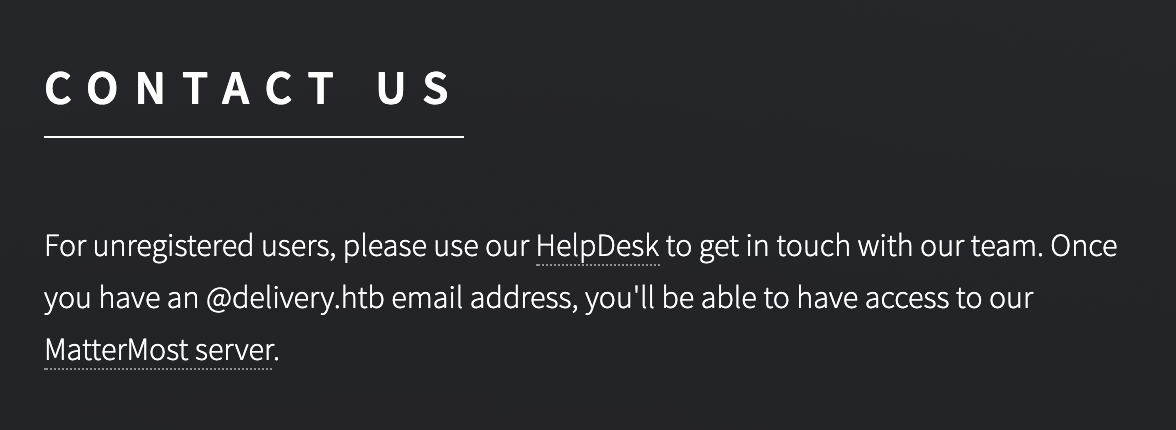 CONTACT US
For unregistered users, please use our HelpDesk to get in touch with our team. Once
you have an @delivery.htb email address, you'll be able to have access to our
MatterMost server.